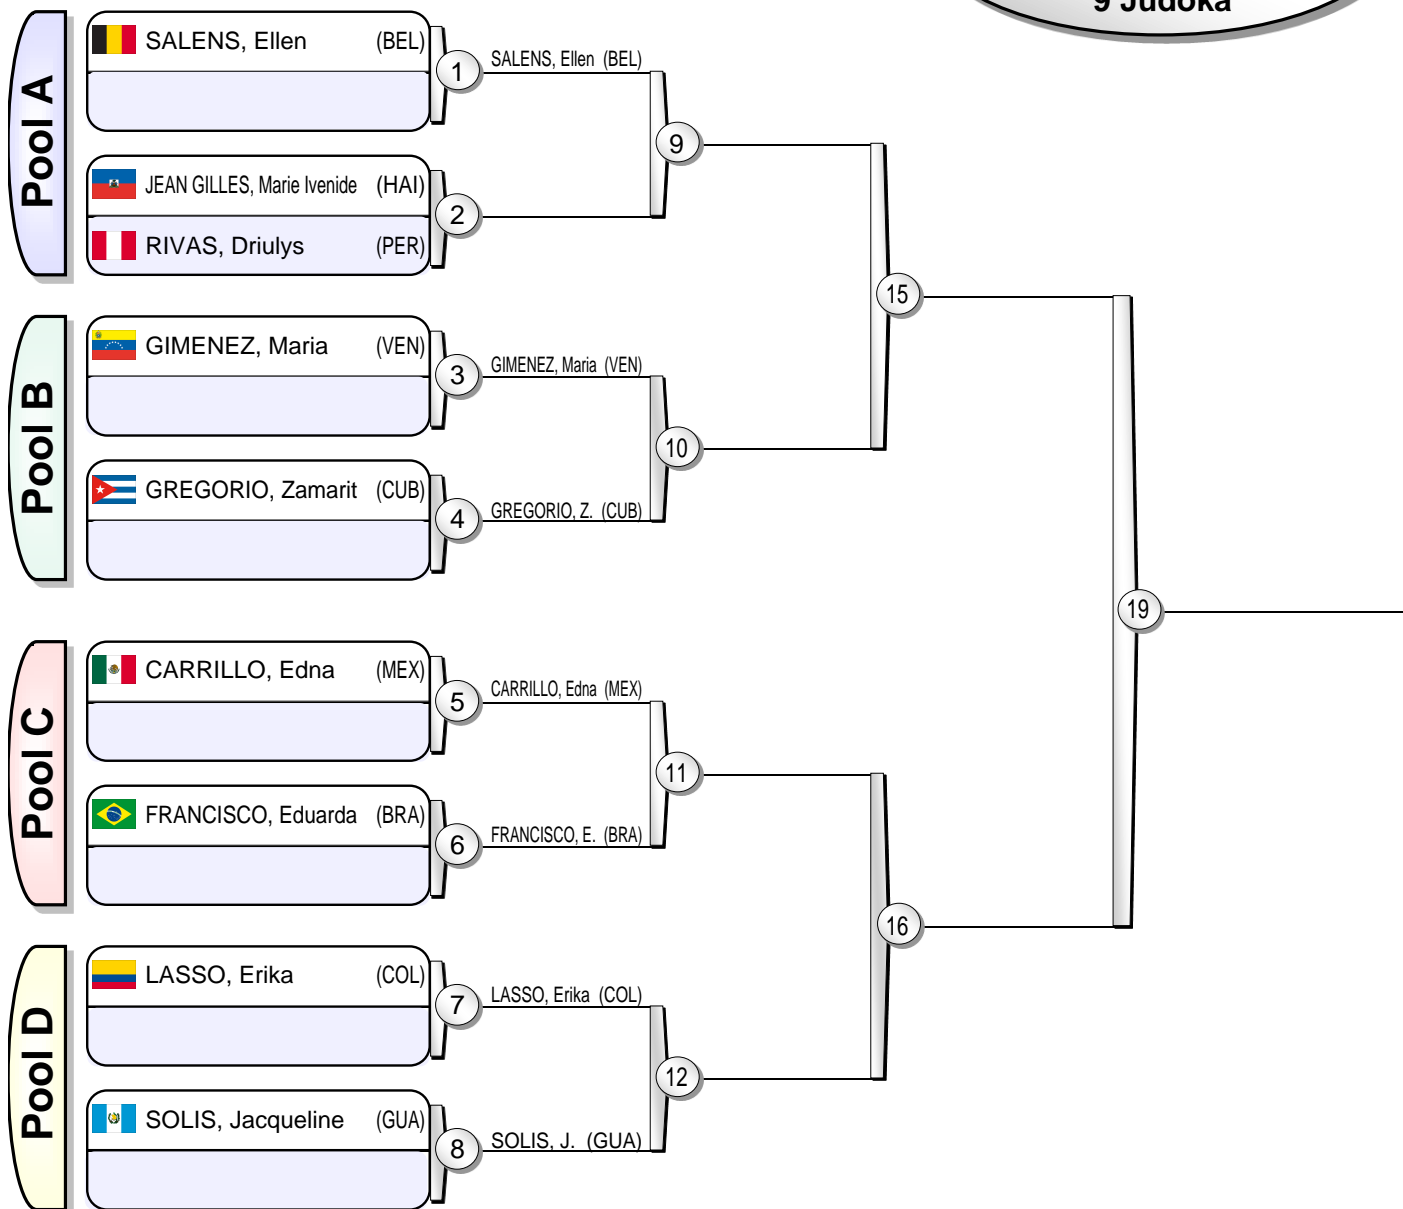 9 Judoka
Pool A
SALENS, Ellen (BEL)
1
SALENS, Ellen (BEL)
9
JEAN GILLES, Marie Ivenide (HAI)
2
RIVAS, Driulys (PER)
15
Pool B
GIMENEZ, Maria (VEN)
3
GIMENEZ, Maria (VEN)
10
GREGORIO, Zamarit (CUB)
4
GREGORIO, Z. (CUB)
19
Pool C
CARRILLO, Edna (MEX)
5
CARRILLO, Edna (MEX)
11
FRANCISCO, Eduarda (BRA)
6
FRANCISCO, E. (BRA)
16
Pool D
LASSO, Erika (COL)
7
LASSO, Erika (COL)
12
SOLIS, Jacqueline (GUA)
8
SOLIS, J. (GUA)